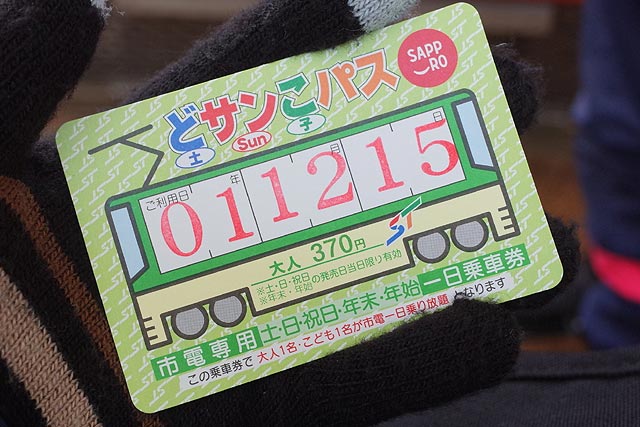 どサンこパス
土 Sun 子
SAPP
RO
ご利用日 年 月 日
011215
大人 370円
ST
※土・日・祝日
※年末・年始の発売日当日限り有効
市電専用 土・日・祝日・年末・年始 一日乗車券
この乗車券で 大人1名・こども1名が市電一日乗り放題 となります